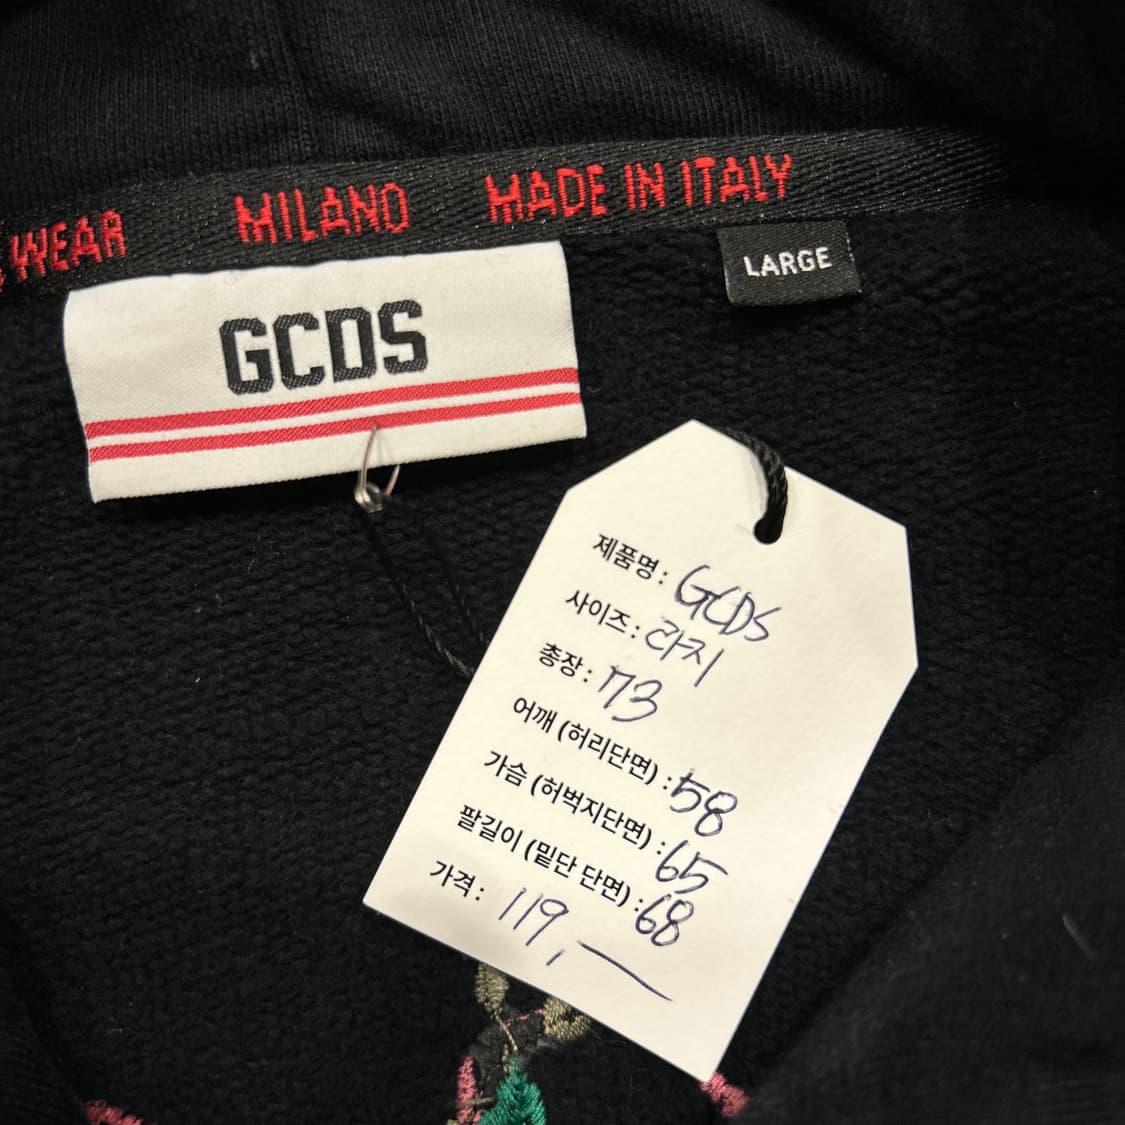 WEAR MILANO MADE IN ITALY
LARGE
GCDS
제품명 : GCDS
사이즈 : 라지
총장 : 73
어깨 (허리단면) : 58
가슴 (허벅지단면) : 65
팔길이 (밑단 단면) : 68
가격 : 119,—